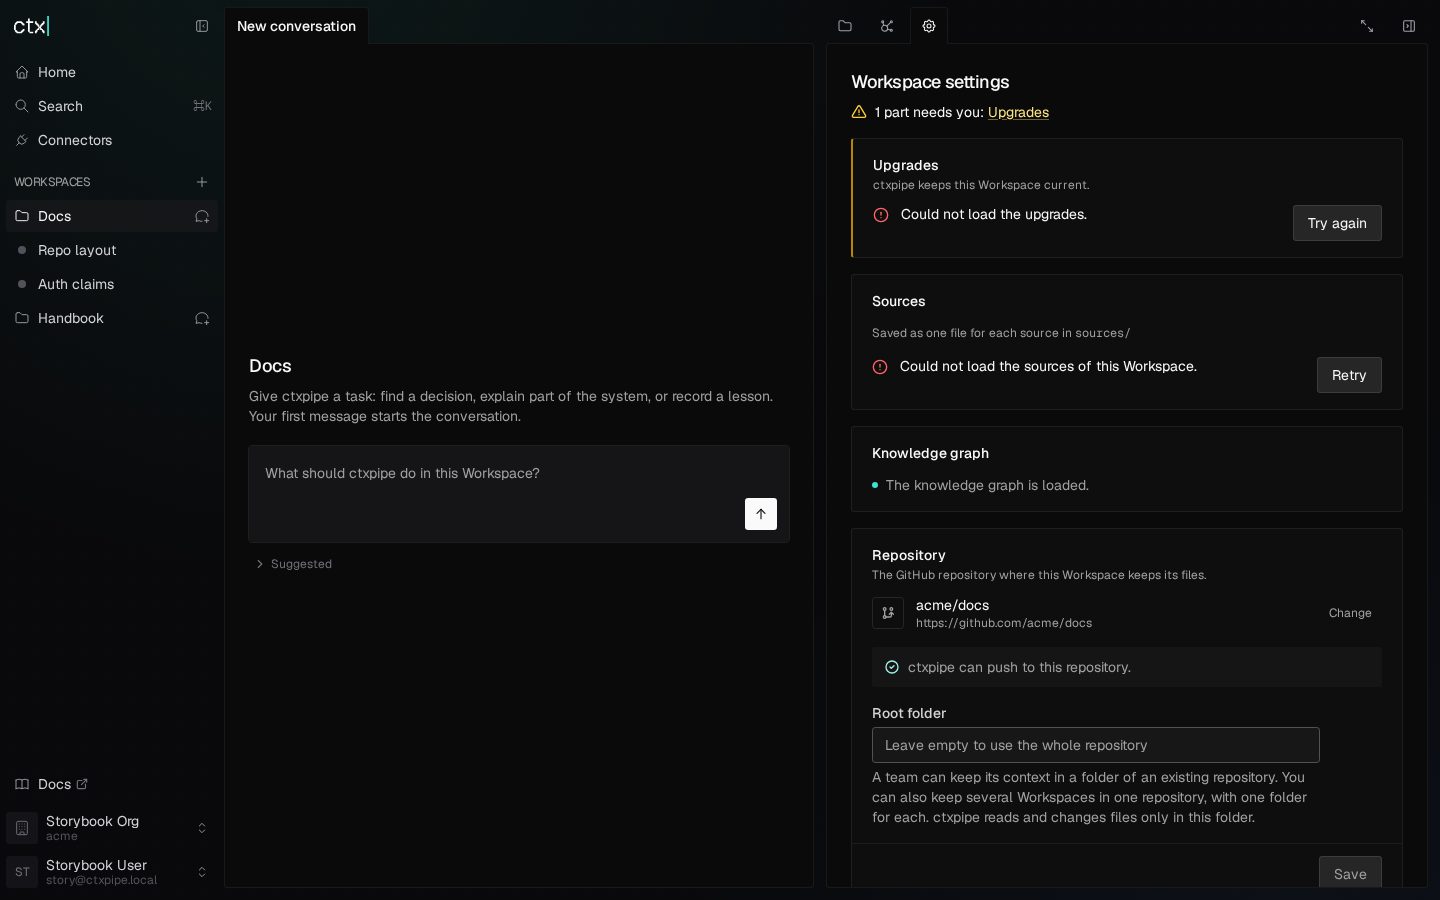 ctx
Home
Search
⌘K
Connectors
WORKSPACES
Docs
Repo layout
Auth claims
Handbook
Docs
Storybook Org
acme
ST
Storybook User
story@ctxpipe.local
New conversation
Docs
Give ctxpipe a task: find a decision, explain part of the system, or record a lesson.
Your first message starts the conversation.
What should ctxpipe do in this Workspace?
Suggested
Workspace settings
1 part needs you: Upgrades
Upgrades
ctxpipe keeps this Workspace current.
Could not load the upgrades.
Try again
Sources
Saved as one file for each source in sources/
Could not load the sources of this Workspace.
Retry
Knowledge graph
The knowledge graph is loaded.
Repository
The GitHub repository where this Workspace keeps its files.
acme/docs
https://github.com/acme/docs
Change
ctxpipe can push to this repository.
Root folder
Leave empty to use the whole repository
A team can keep its context in a folder of an existing repository. You
can also keep several Workspaces in one repository, with one folder
for each. ctxpipe reads and changes files only in this folder.
Save